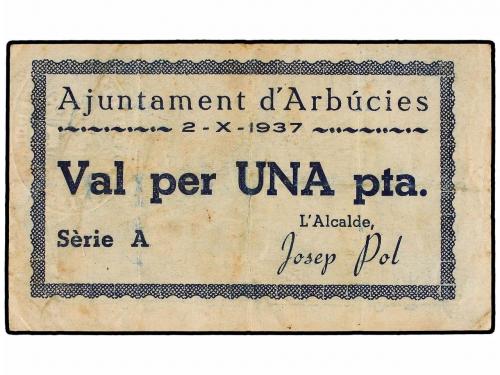 Ajuntament d'Arbúcies
2-X-1937
Val per UNA pta.
Sèrie A
L'Alcalde,
Josep Pol